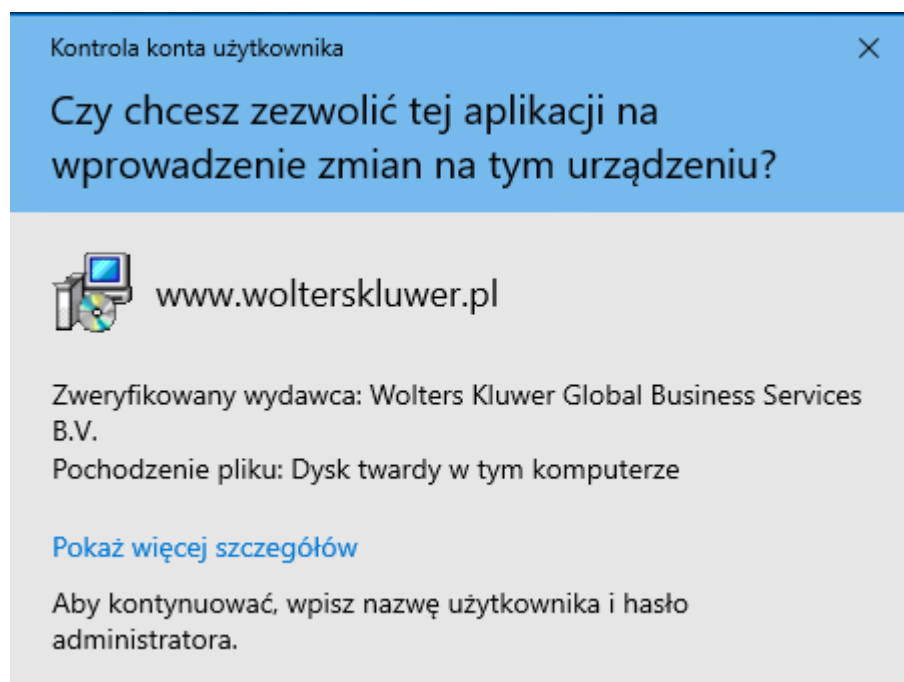 Kontrola konta użytkownika
Czy chcesz zezwolić tej aplikacji na
wprowadzenie zmian na tym urządzeniu?
www.wolterskluwer.pl
Zweryfikowany wydawca: Wolters Kluwer Global Business Services
B.V.
Pochodzenie pliku: Dysk twardy w tym komputerze
Pokaż więcej szczegółów
Aby kontynuować, wpisz nazwę użytkownika i hasło
administratora.